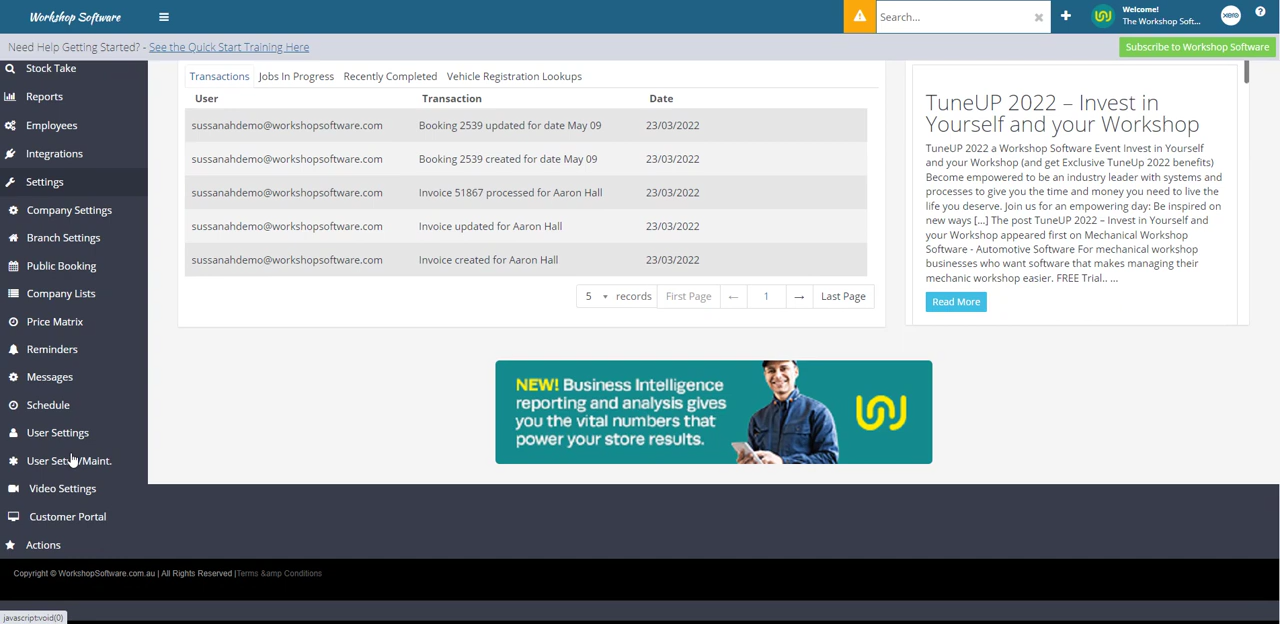 Workshop Software
Search...
Welcome!
The Workshop Soft...
xero
Need Help Getting Started? - See the Quick Start Training Here
Subscribe to Workshop Software
Stock Take
Reports
Employees
Integrations
Settings
Company Settings
Branch Settings
Public Booking
Company Lists
Price Matrix
Reminders
Messages
Schedule
User Settings
User Setup/Maint.
Video Settings
Customer Portal
Actions
Transactions Jobs In Progress Recently Completed Vehicle Registration Lookups
User Transaction Date
sussanahdemo@workshopsoftware.com Booking 2539 updated for date May 09 23/03/2022
sussanahdemo@workshopsoftware.com Booking 2539 created for date May 09 23/03/2022
sussanahdemo@workshopsoftware.com Invoice 51867 processed for Aaron Hall 23/03/2022
sussanahdemo@workshopsoftware.com Invoice updated for Aaron Hall 23/03/2022
sussanahdemo@workshopsoftware.com Invoice created for Aaron Hall 23/03/2022
5 records First Page ← 1 → Last Page
TuneUP 2022 – Invest in
Yourself and your Workshop
TuneUP 2022 a Workshop Software Event Invest in Yourself
and your Workshop (and get Exclusive TuneUp 2022 benefits)
Become empowered to be an industry leader with systems and
processes to give you the time and money you need to live the
life you deserve. Join us for an empowering day: Be inspired on
new ways [...] The post TuneUP 2022 – Invest in Yourself and
your Workshop appeared first on Mechanical Workshop
Software - Automotive Software For mechanical workshop
businesses who want software that makes managing their
mechanic workshop easier. FREE Trial.. ...
Read More
NEW! Business Intelligence
reporting and analysis gives
you the vital numbers that
power your store results.
Copyright © WorkshopSoftware.com.au | All Rights Reserved |Terms &amp Conditions
javascript:void(0)